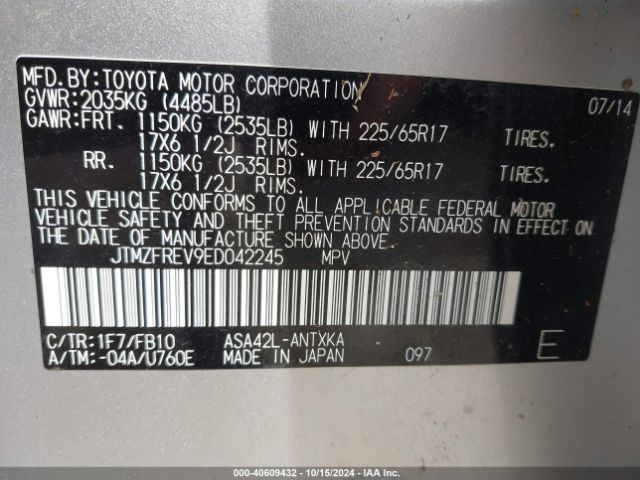 MFD.BY:TOYOTA MOTOR CORPORATION 07/14
GVWR:2035KG (4485LB)
GAWR:FRT. 1150KG (2535LB) WITH 225/65R17 TIRES.
17X6 1/2J RIMS.
RR. 1150KG (2535LB) WITH 225/65R17 TIRES.
17X6 1/2J RIMS.
THIS VEHICLE CONFORMS TO ALL APPLICABLE FEDERAL MOTOR
VEHICLE SAFETY AND THEFT PREVENTION STANDARDS IN EFFECT ON
THE DATE OF MANUFACTURE SHOWN ABOVE.
JTMZFREV9ED042245 MPV
C/TR:1F7/FB10 ASA42L-ANTXKA
A/TM:-04A/U760E MADE IN JAPAN 097 E
000-40609432 - 10/15/2024 - IAA Inc.